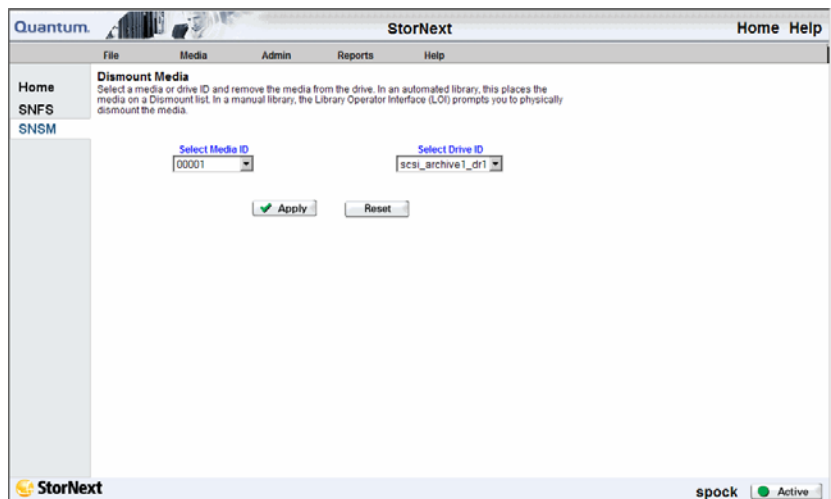 Quantum.
StorNext
Home Help
File Media Admin Reports Help
Home
SNFS
SNSM
Dismount Media
Select a media or drive ID and remove the media from the drive. In an automated library, this places the
media on a Dismount list. In a manual library, the Library Operator Interface (LOI) prompts you to physically
dismount the media.
Select Media ID Select Drive ID
00001 scsi_archive1_dr1
Apply Reset
StorNext
spock Active